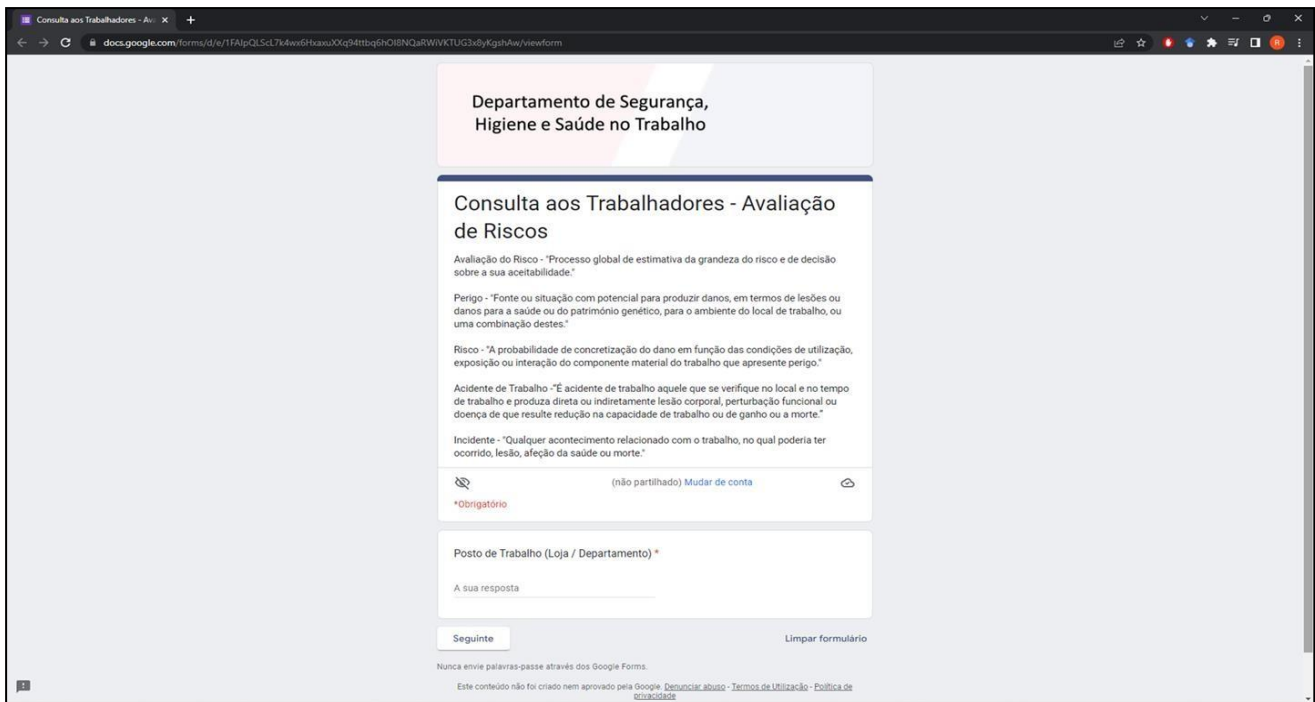 Consulta aos Trabalhadores - Av
docs.google.com/forms/d/e/1FAIpQLScL7k4wx6HxaxuXXq94ttbq6hOI8NQaRWiVKTUG3x8yKgshAw/viewform
R
Departamento de Segurança,
Higiene e Saúde no Trabalho
Consulta aos Trabalhadores - Avaliação
de Riscos
Avaliação do Risco - "Processo global de estimativa da grandeza do risco e de decisão
sobre a sua aceitabilidade."
Perigo - "Fonte ou situação com potencial para produzir danos, em termos de lesões ou
danos para a saúde ou do património genético, para o ambiente do local de trabalho, ou
uma combinação destes."
Risco - "A probabilidade de concretização do dano em função das condições de utilização,
exposição ou interação do componente material do trabalho que apresente perigo."
Acidente de Trabalho -"É acidente de trabalho aquele que se verifique no local e no tempo
de trabalho e produza direta ou indiretamente lesão corporal, perturbação funcional ou
doença de que resulte redução na capacidade de trabalho ou de ganho ou a morte."
Incidente - "Qualquer acontecimento relacionado com o trabalho, no qual poderia ter
ocorrido, lesão, afeção da saúde ou morte."
(não partilhado) Mudar de conta
*Obrigatório
Posto de Trabalho (Loja / Departamento) *
A sua resposta
Seguinte
Limpar formulário
Nunca envie palavras-passe através dos Google Forms.
Este conteúdo não foi criado nem aprovado pela Google. Denunciar abuso - Termos de Utilização - Política de
privacidade